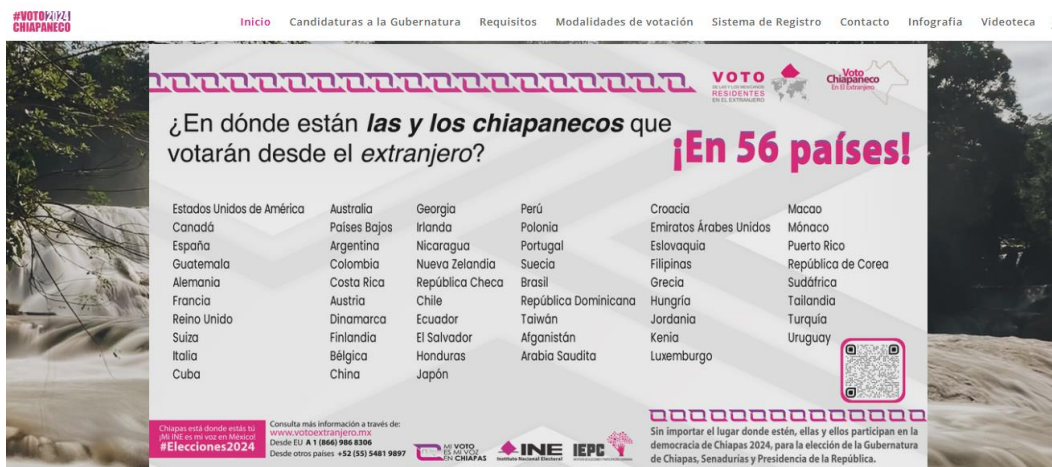 #VOTO2024
CHIAPANECO
Inicio Candidaturas a la Gubernatura Requisitos Modalidades de votación Sistema de Registro Contacto Infografía Videoteca
VOTO
DE LAS Y LOS MEXICANOS
RESIDENTES
EN EL EXTRANJERO
Voto
Chiapaneco
En El Extranjero
¿En dónde están las y los chiapanecos que
votarán desde el extranjero?
¡En 56 países!
Estados Unidos de América
Canadá
España
Guatemala
Alemania
Francia
Reino Unido
Suiza
Italia
Cuba
Australia
Países Bajos
Argentina
Colombia
Costa Rica
Austria
Dinamarca
Finlandia
Bélgica
China
Georgia
Irlanda
Nicaragua
Nueva Zelandia
República Checa
Chile
Ecuador
El Salvador
Honduras
Japón
Perú
Polonia
Portugal
Suecia
Brasil
República Dominicana
Taiwán
Afganistán
Arabia Saudita
Croacia
Emiratos Árabes Unidos
Eslovaquia
Filipinas
Grecia
Hungría
Jordania
Kenia
Luxemburgo
Macao
Mónaco
Puerto Rico
República de Corea
Sudáfrica
Tailandia
Turquía
Uruguay
Chiapas está donde estás tú
¡Mi INE es mi voz en México!
#Elecciones2024
Consulta más información a través de:
www.votoextranjero.mx
Desde EU A 1 (866) 986 8306
Desde otros países +52 (55) 5481 9897
MI VOTO
ES MI VOZ
EN CHIAPAS
INE
Instituto Nacional Electoral
IEPC
Sin importar el lugar donde estén, ellas y ellos participan en la
democracia de Chiapas 2024, para la elección de la Gubernatura
de Chiapas, Senadurías y Presidencia de la República.